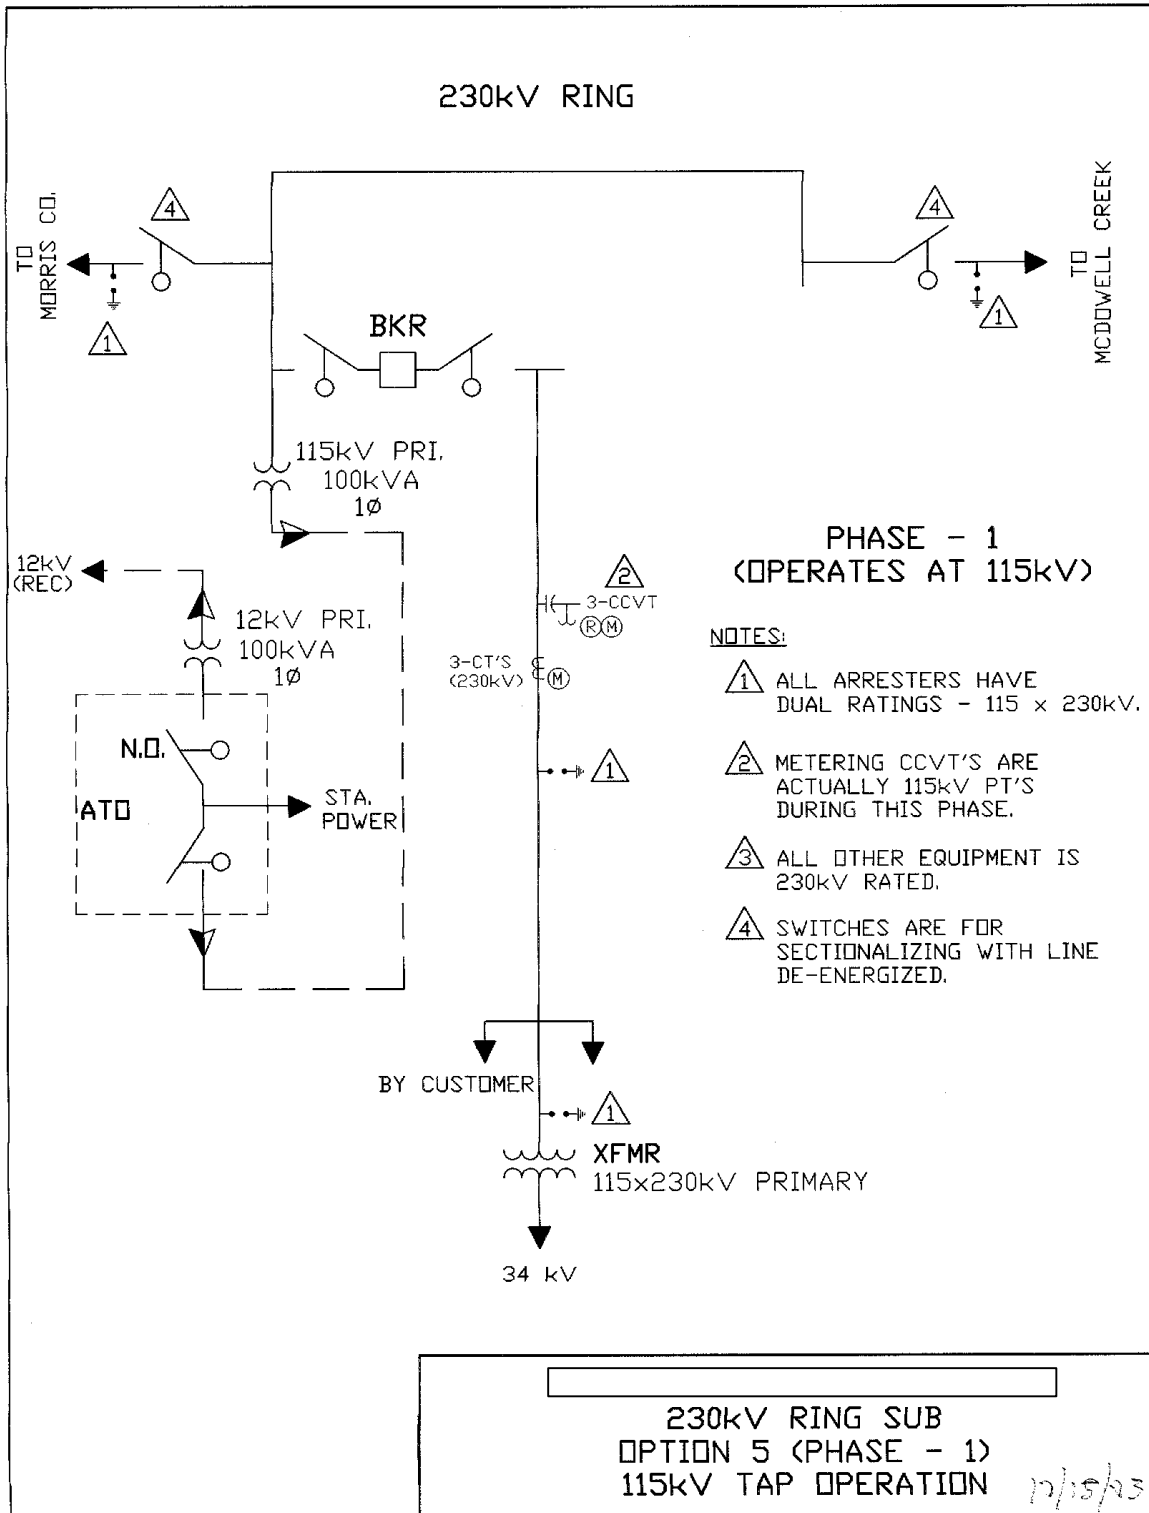 230kV RING
TO
MORRIS CO.
4
1
4
1
TO
MCDOWELL CREEK
BKR
115kV PRI.
100kVA
1Ø
12kV
(REC)
12kV PRI.
100kVA
1Ø
N.O.
ATO
STA.
POWER
2
3-CCVT
R M
3-CT'S
(230kV)
M
1
BY CUSTOMER
1
XFMR
115x230kV PRIMARY
34 kV
PHASE - 1
(OPERATES AT 115kV)
NOTES:
1 ALL ARRESTERS HAVE
DUAL RATINGS - 115 x 230kV.
2 METERING CCVT'S ARE
ACTUALLY 115kV PT'S
DURING THIS PHASE.
3 ALL OTHER EQUIPMENT IS
230kV RATED.
4 SWITCHES ARE FOR
SECTIONALIZING WITH LINE
DE-ENERGIZED.
230kV RING SUB
OPTION 5 (PHASE - 1)
115kV TAP OPERATION